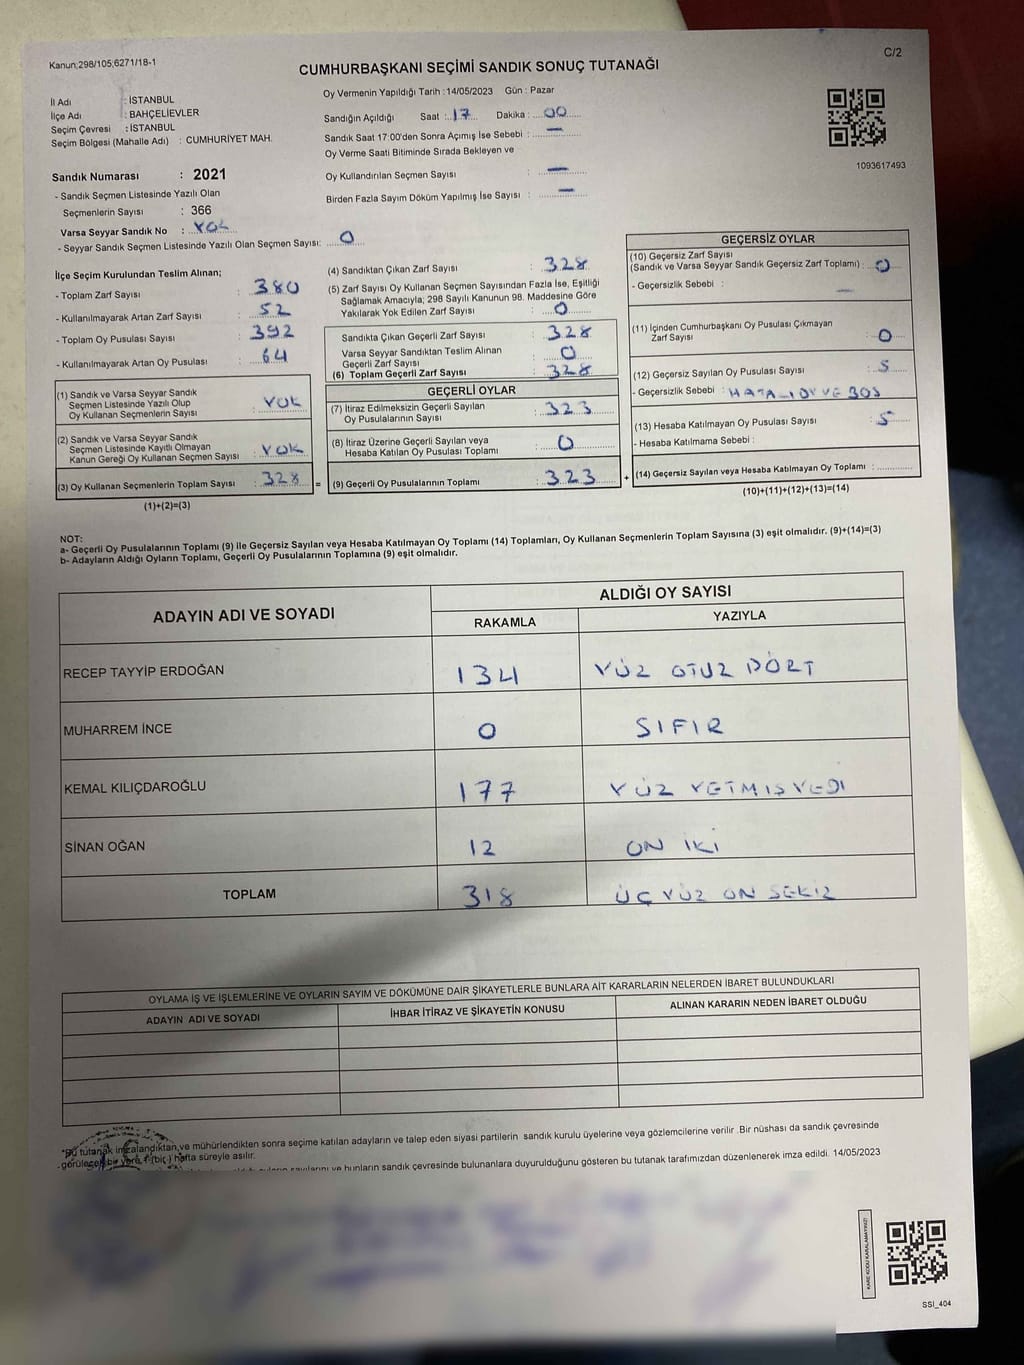 Kanun;298/105;6271/18-1
C/2
CUMHURBAŞKANI SEÇİMİ SANDIK SONUÇ TUTANAĞI
İl Adı : İSTANBUL
İlçe Adı : BAHÇELİEVLER
Seçim Çevresi : İSTANBUL
Seçim Bölgesi (Mahalle Adı) : CUMHURİYET MAH.
Oy Vermenin Yapıldığı Tarih : 14/05/2023 Gün : Pazar
Sandığın Açıldığı Saat : 17 Dakika : 00
Sandık Saat 17:00'den Sonra Açımış İse Sebebi : —
Oy Verme Saati Bitiminde Sırada Bekleyen ve
Oy Kullandırılan Seçmen Sayısı : —
Birden Fazla Sayım Döküm Yapılmış İse Sayısı : —
1093617493
Sandık Numarası : 2021
- Sandık Seçmen Listesinde Yazılı Olan
Seçmenlerin Sayısı : 366
Varsa Seyyar Sandık No : YOK
- Seyyar Sandık Seçmen Listesinde Yazılı Olan Seçmen Sayısı: 0
İlçe Seçim Kurulundan Teslim Alınan;
- Toplam Zarf Sayısı : 380
- Kullanılmayarak Artan Zarf Sayısı : 52
- Toplam Oy Pusulası Sayısı : 392
- Kullanılmayarak Artan Oy Pusulası : 64
(1) Sandık ve Varsa Seyyar Sandık
Seçmen Listesinde Yazılı Olup
Oy Kullanan Seçmenlerin Sayısı : YOK
(2) Sandık ve Varsa Seyyar Sandık
Seçmen Listesinde Kayıtlı Olmayan
Kanun Gereği Oy Kullanan Seçmen Sayısı : YOK
(3) Oy Kullanan Seçmenlerin Toplam Sayısı : 328 =
(1)+(2)=(3)
(4) Sandıktan Çıkan Zarf Sayısı : 328
(5) Zarf Sayısı Oy Kullanan Seçmen Sayısından Fazla İse, Eşitliği
Sağlamak Amacıyla; 298 Sayılı Kanunun 98. Maddesine Göre
Yakılarak Yok Edilen Zarf Sayısı : 0
Sandıkta Çıkan Geçerli Zarf Sayısı : 328
Varsa Seyyar Sandıktan Teslim Alınan
Geçerli Zarf Sayısı : 0
(6) Toplam Geçerli Zarf Sayısı : 328
GEÇERLİ OYLAR
(7) İtiraz Edilmeksizin Geçerli Sayılan
Oy Pusulasının Sayısı : 323
(8) İtiraz Üzerine Geçerli Sayılan veya
Hesaba Katılan Oy Pusulası Toplamı : 0
(9) Geçerli Oy Pusulalarının Toplamı : 323 +
GEÇERSİZ OYLAR
(10) Geçersiz Zarf Sayısı
(Sandık ve Varsa Seyyar Sandık Geçersiz Zarf Toplamı) : 0
- Geçersizlik Sebebi : —
(11) İçinden Cumhurbaşkanı Oy Pusulası Çıkmayan
Zarf Sayısı : 0
(12) Geçersiz Sayılan Oy Pusulası Sayısı : 5
- Geçersizlik Sebebi : HATALI OY VE BOS
(13) Hesaba Katılmayan Oy Pusulası Sayısı : 5
- Hesaba Katılmama Sebebi :
(14) Geçersiz Sayılan veya Hesaba Katılmayan Oy Toplamı :
(10)+(11)+(12)+(13)=(14)
NOT:
a- Geçerli Oy Pusulalarının Toplamı (9) ile Geçersiz Sayılan veya Hesaba Katılmayan Oy Toplamı (14) Toplamları, Oy Kullanan Seçmenlerin Toplam Sayısına (3) eşit olmalıdır. (9)+(14)=(3)
b- Adayların Aldığı Oyların Toplamı, Geçerli Oy Pusulalarının Toplamına (9) eşit olmalıdır.
ADAYIN ADI VE SOYADI ALDIĞI OY SAYISI
RAKAMLA YAZIYLA
RECEP TAYYİP ERDOĞAN 134 YÜZ OTUZ DÖRT
MUHARREM İNCE 0 SIFIR
KEMAL KILIÇDAROĞLU 177 YÜZ YETMIS YEDI
SİNAN OĞAN 12 ON İKİ
TOPLAM 318 ÜÇ YÜZ ON SEKİZ
OYLAMA İŞ VE İŞLEMLERİNE VE OYLARIN SAYIM VE DÖKÜMÜNE DAİR ŞİKAYETLERLE BUNLARA AİT KARARLARIN NELERDEN İBARET BULUNDUKLARI
ADAYIN ADI VE SOYADI İHBAR İTİRAZ VE ŞİKAYETİN KONUSU ALINAN KARARIN NEDEN İBARET OLDUĞU
*Bu tutanak imzalandıktan ve mühürlendikten sonra seçime katılan adayların ve talep eden siyasi partilerin sandık kurulu üyelerine veya gözlemcilerine verilir .Bir nüshası da sandık çevresinde
görülecek bir yere 1 (bir) hafta süreyle asılır.
sayılarını ve bunların sandık çevresinde bulunanlara duyurulduğunu gösteren bu tutanak tarafımızdan düzenlenerek imza edildi. 14/05/2023
KARE KODU KARALAMAYINIZ!
SSI_404